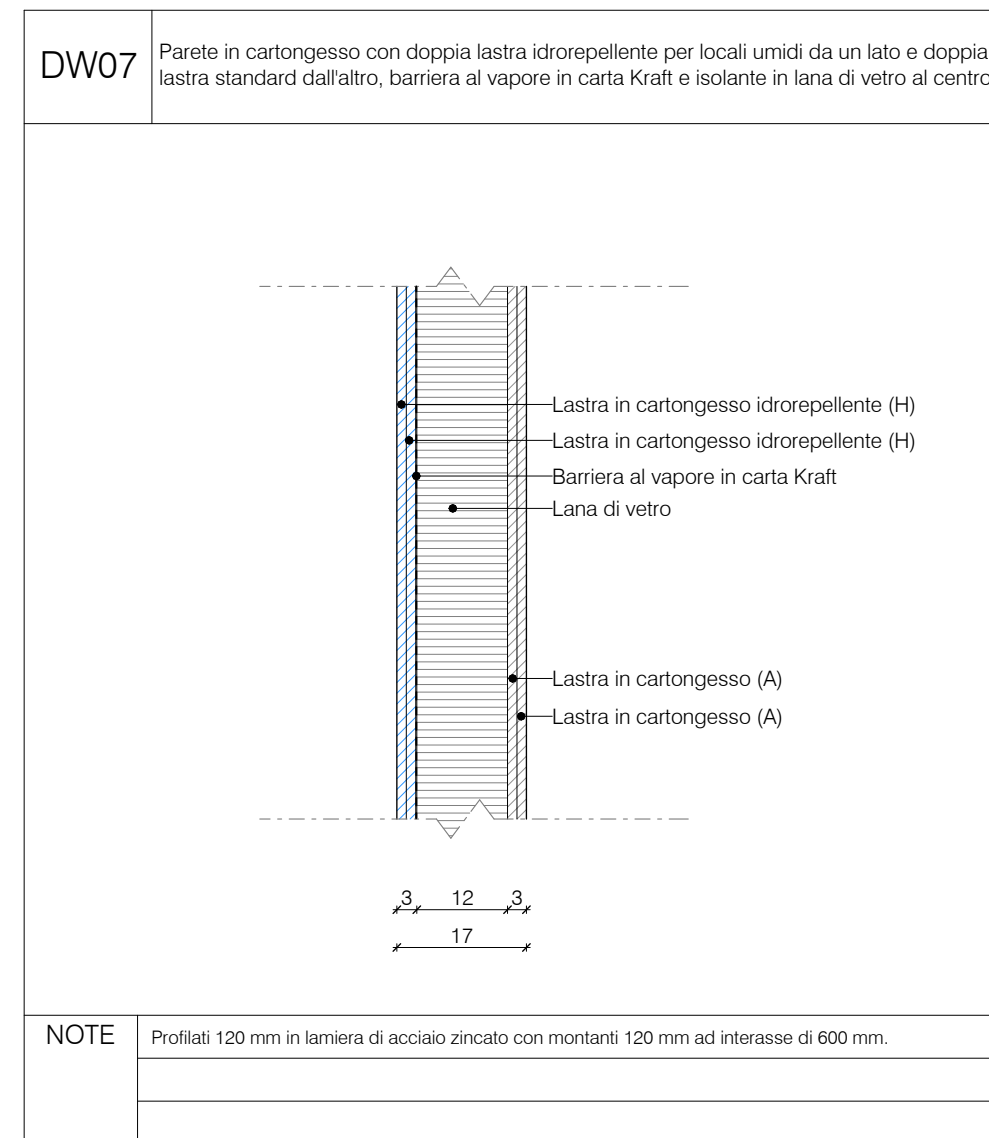 DW07
Parete in cartongesso con doppia lastra idrorepellente per locali umidi da un lato e doppia
lastra standard dall'altro, barriera al vapore in carta Kraft e isolante in lana di vetro al centro
Lastra in cartongesso idrorepellente (H)
Lastra in cartongesso idrorepellente (H)
Barriera al vapore in carta Kraft
Lana di vetro
Lastra in cartongesso (A)
Lastra in cartongesso (A)
3 12 3
17
NOTE
Profilati 120 mm in lamiera di acciaio zincato con montanti 120 mm ad interasse di 600 mm.